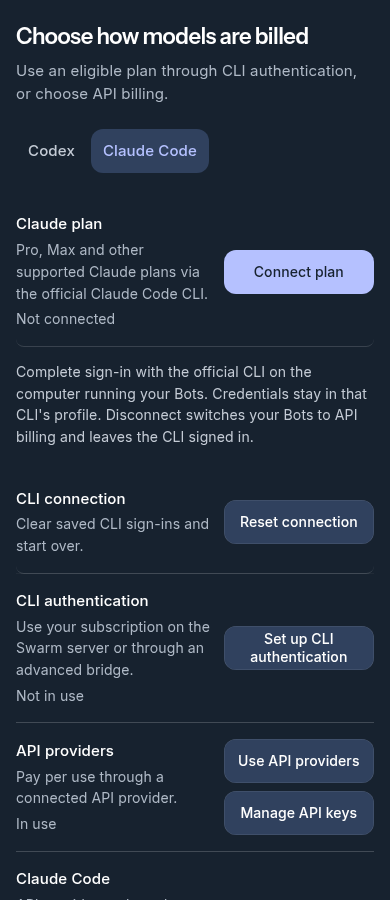 Choose how models are billed
Use an eligible plan through CLI authentication,
or choose API billing.
Codex
Claude Code
Claude plan
Pro, Max and other
supported Claude plans via
the official Claude Code CLI.
Not connected
Connect plan
Complete sign-in with the official CLI on the
computer running your Bots. Credentials stay in that
CLI's profile. Disconnect switches your Bots to API
billing and leaves the CLI signed in.
CLI connection
Clear saved CLI sign-ins and
start over.
Reset connection
CLI authentication
Use your subscription on the
Swarm server or through an
advanced bridge.
Not in use
Set up CLI
authentication
API providers
Pay per use through a
connected API provider.
In use
Use API providers
Manage API keys
Claude Code